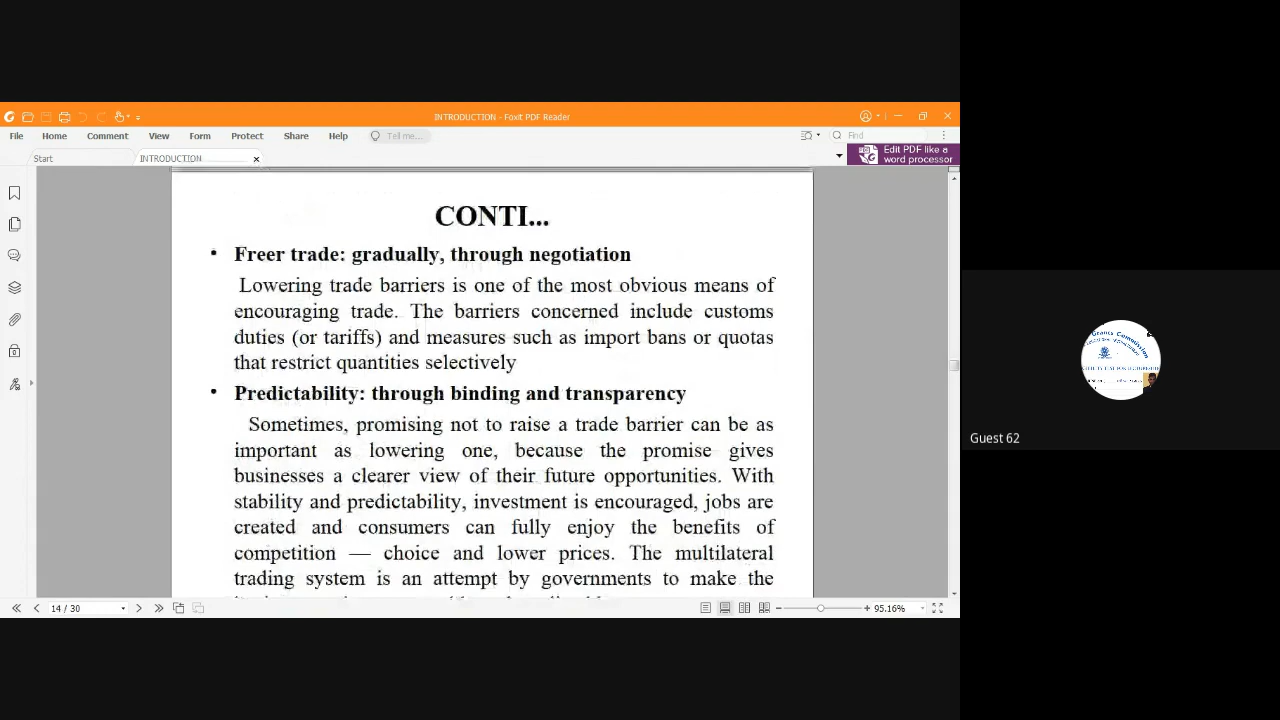 INTRODUCTION - Foxit PDF Reader
File Home Comment View Form Protect Share Help Tell me... Find
Start INTRODUCTION Edit PDF like a
word processor
CONTI...
• Freer trade: gradually, through negotiation
Lowering trade barriers is one of the most obvious means of
encouraging trade. The barriers concerned include customs
duties (or tariffs) and measures such as import bans or quotas
that restrict quantities selectively
• Predictability: through binding and transparency
Sometimes, promising not to raise a trade barrier can be as
important as lowering one, because the promise gives
businesses a clearer view of their future opportunities. With
stability and predictability, investment is encouraged, jobs are
created and consumers can fully enjoy the benefits of
competition — choice and lower prices. The multilateral
trading system is an attempt by governments to make the
14 / 30 95.16%
Grants Commission
Guest 62